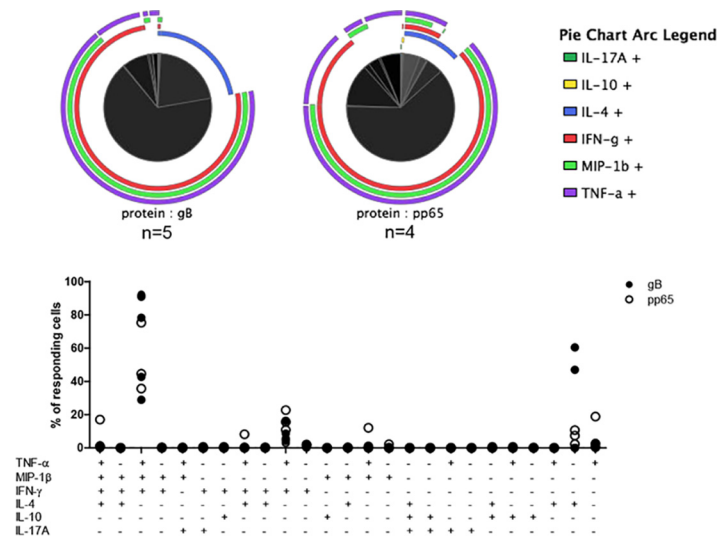 Pie Chart Arc Legend
IL-17A +
IL-10 +
IL-4 +
IFN-g +
MIP-1b +
TNF-a +
protein : gB
n=5
protein : pp65
n=4
gB
pp65
% of responding cells
100
80
60
40
20
0
TNF-α + - + - + - - + - + - - - + - - - + - - + - + - +
MIP-1β + + + + + - - - - - - + + + + - - - - - - - - - -
IFN-γ + + + + - + + + + + + - - - - - - - - - - - - - -
IL-4 + + - - - - - + + - - - + - - + - - - + - - + + -
IL-10 - - - - - - + - - - - + - - - + + - - + + + - - -
IL-17A - - - - + + - - - - - - - - - + + + + - - - - - -